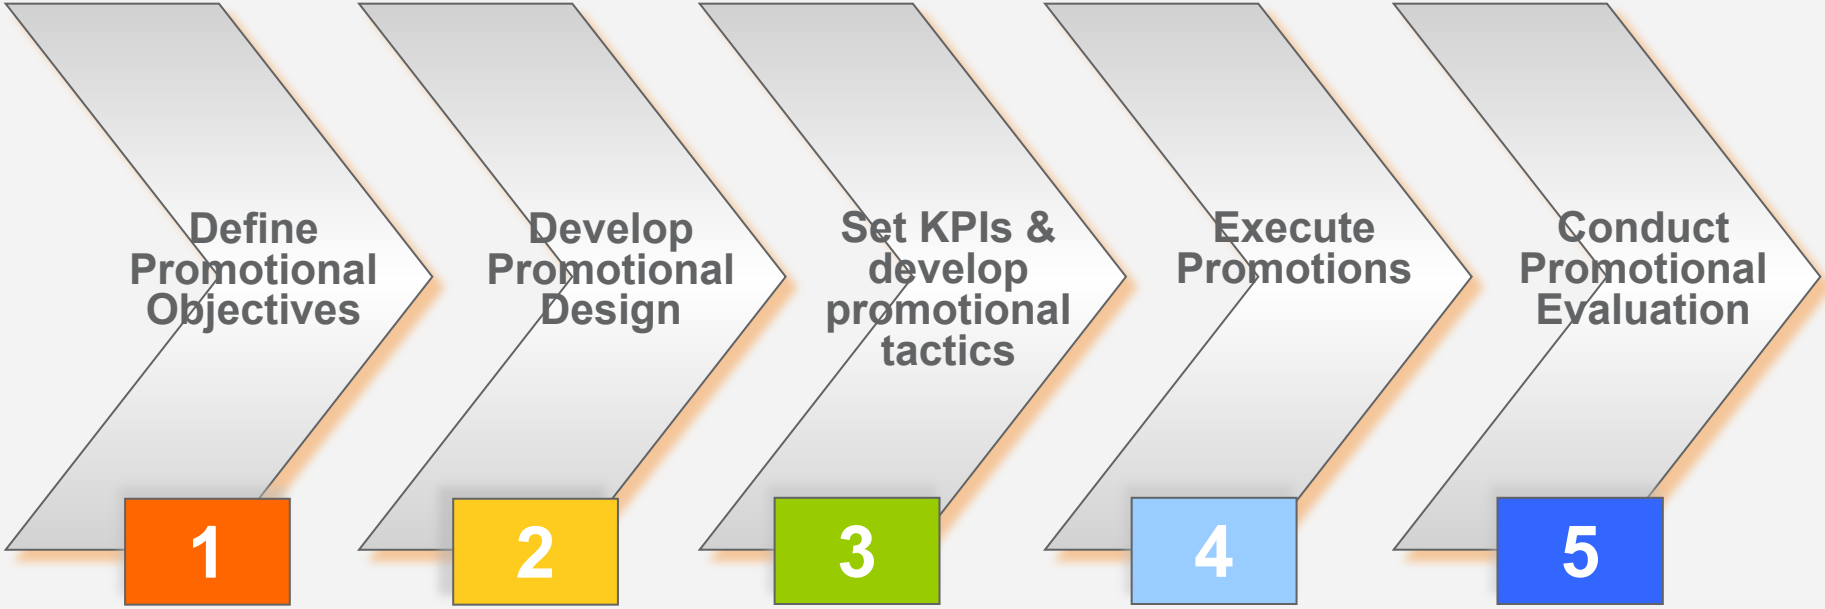 Define
Promotional
Objectives
Develop
Promotional
Design
Set KPIs &
develop
promotional
tactics
Execute
Promotions
Conduct
Promotional
Evaluation
1
2
3
4
5